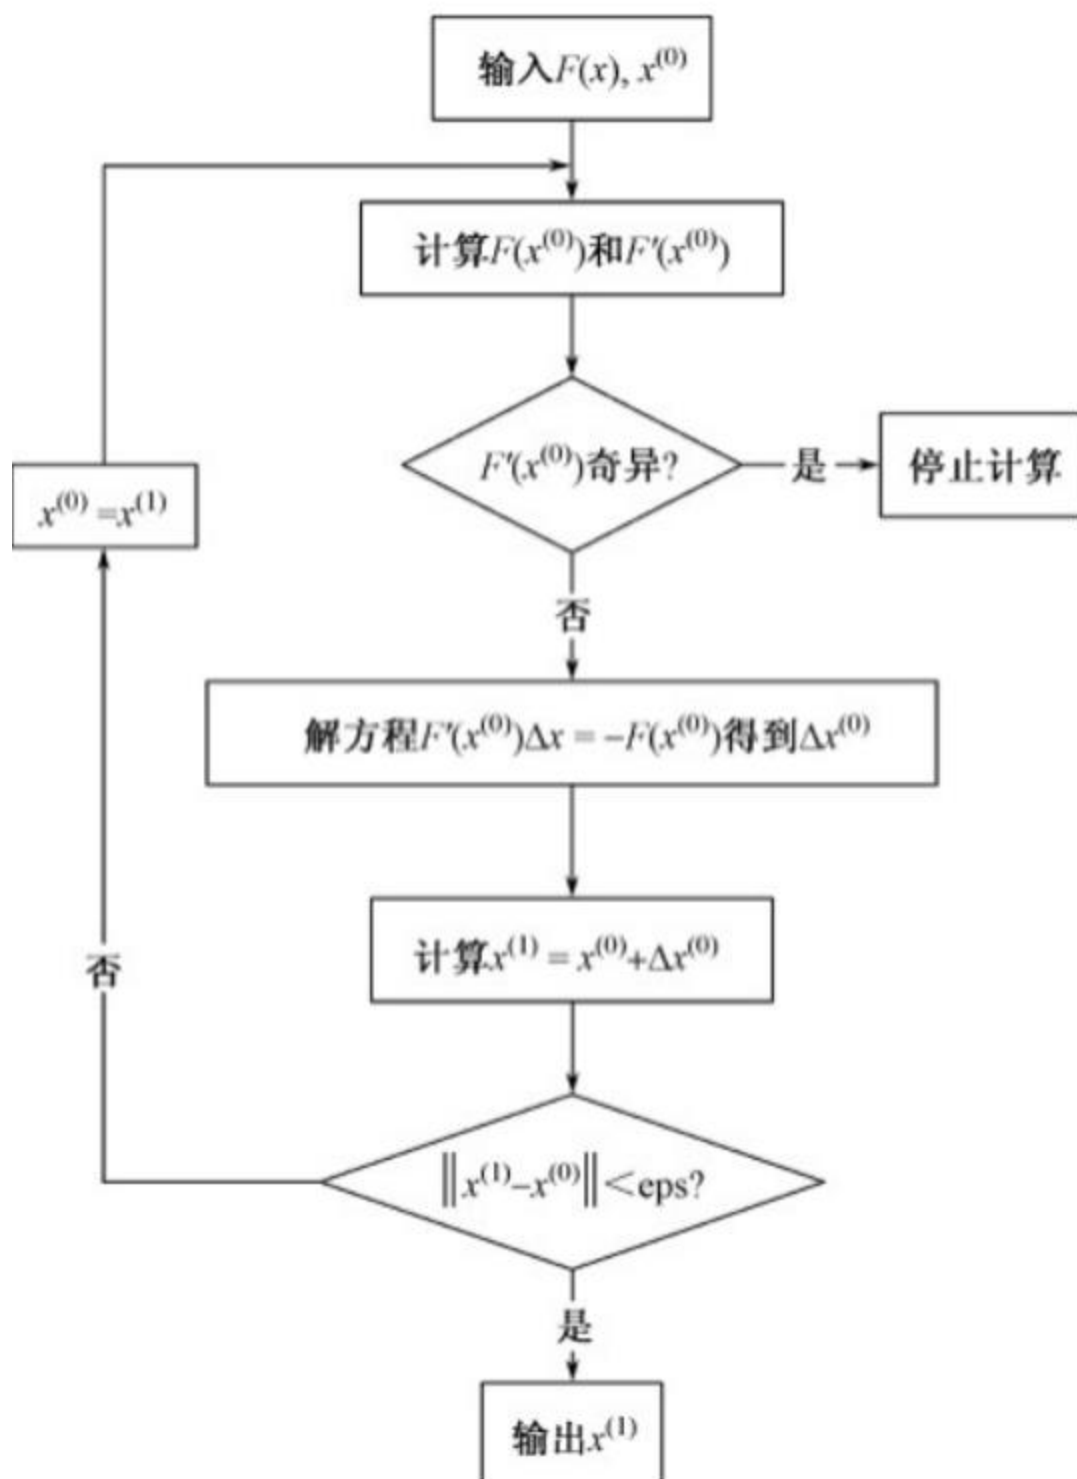 输入F(x), x⁽⁰⁾
计算F(x⁽⁰⁾)和F′(x⁽⁰⁾)
F′(x⁽⁰⁾)奇异?
是
停止计算
x⁽⁰⁾=x⁽¹⁾
否
解方程F′(x⁽⁰⁾)Δx = −F(x⁽⁰⁾)得到Δx⁽⁰⁾
计算x⁽¹⁾ = x⁽⁰⁾+Δx⁽⁰⁾
否
‖x⁽¹⁾−x⁽⁰⁾‖<eps?
是
输出x⁽¹⁾